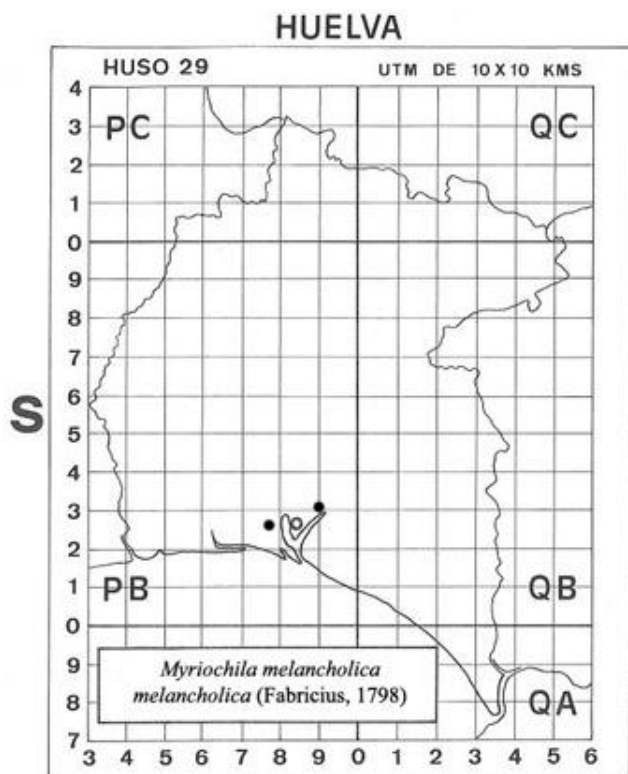 HUELVA
HUSO 29 UTM DE 10 X 10 KMS
4
PC QC
3
2
1
0
9
8
7
6
S
5
4
3
2
1
PB QB
0
9
Myriochila melancholica
melancholica (Fabricius, 1798)
8
QA
7
3 4 5 6 7 8 9 0 1 2 3 4 5 6